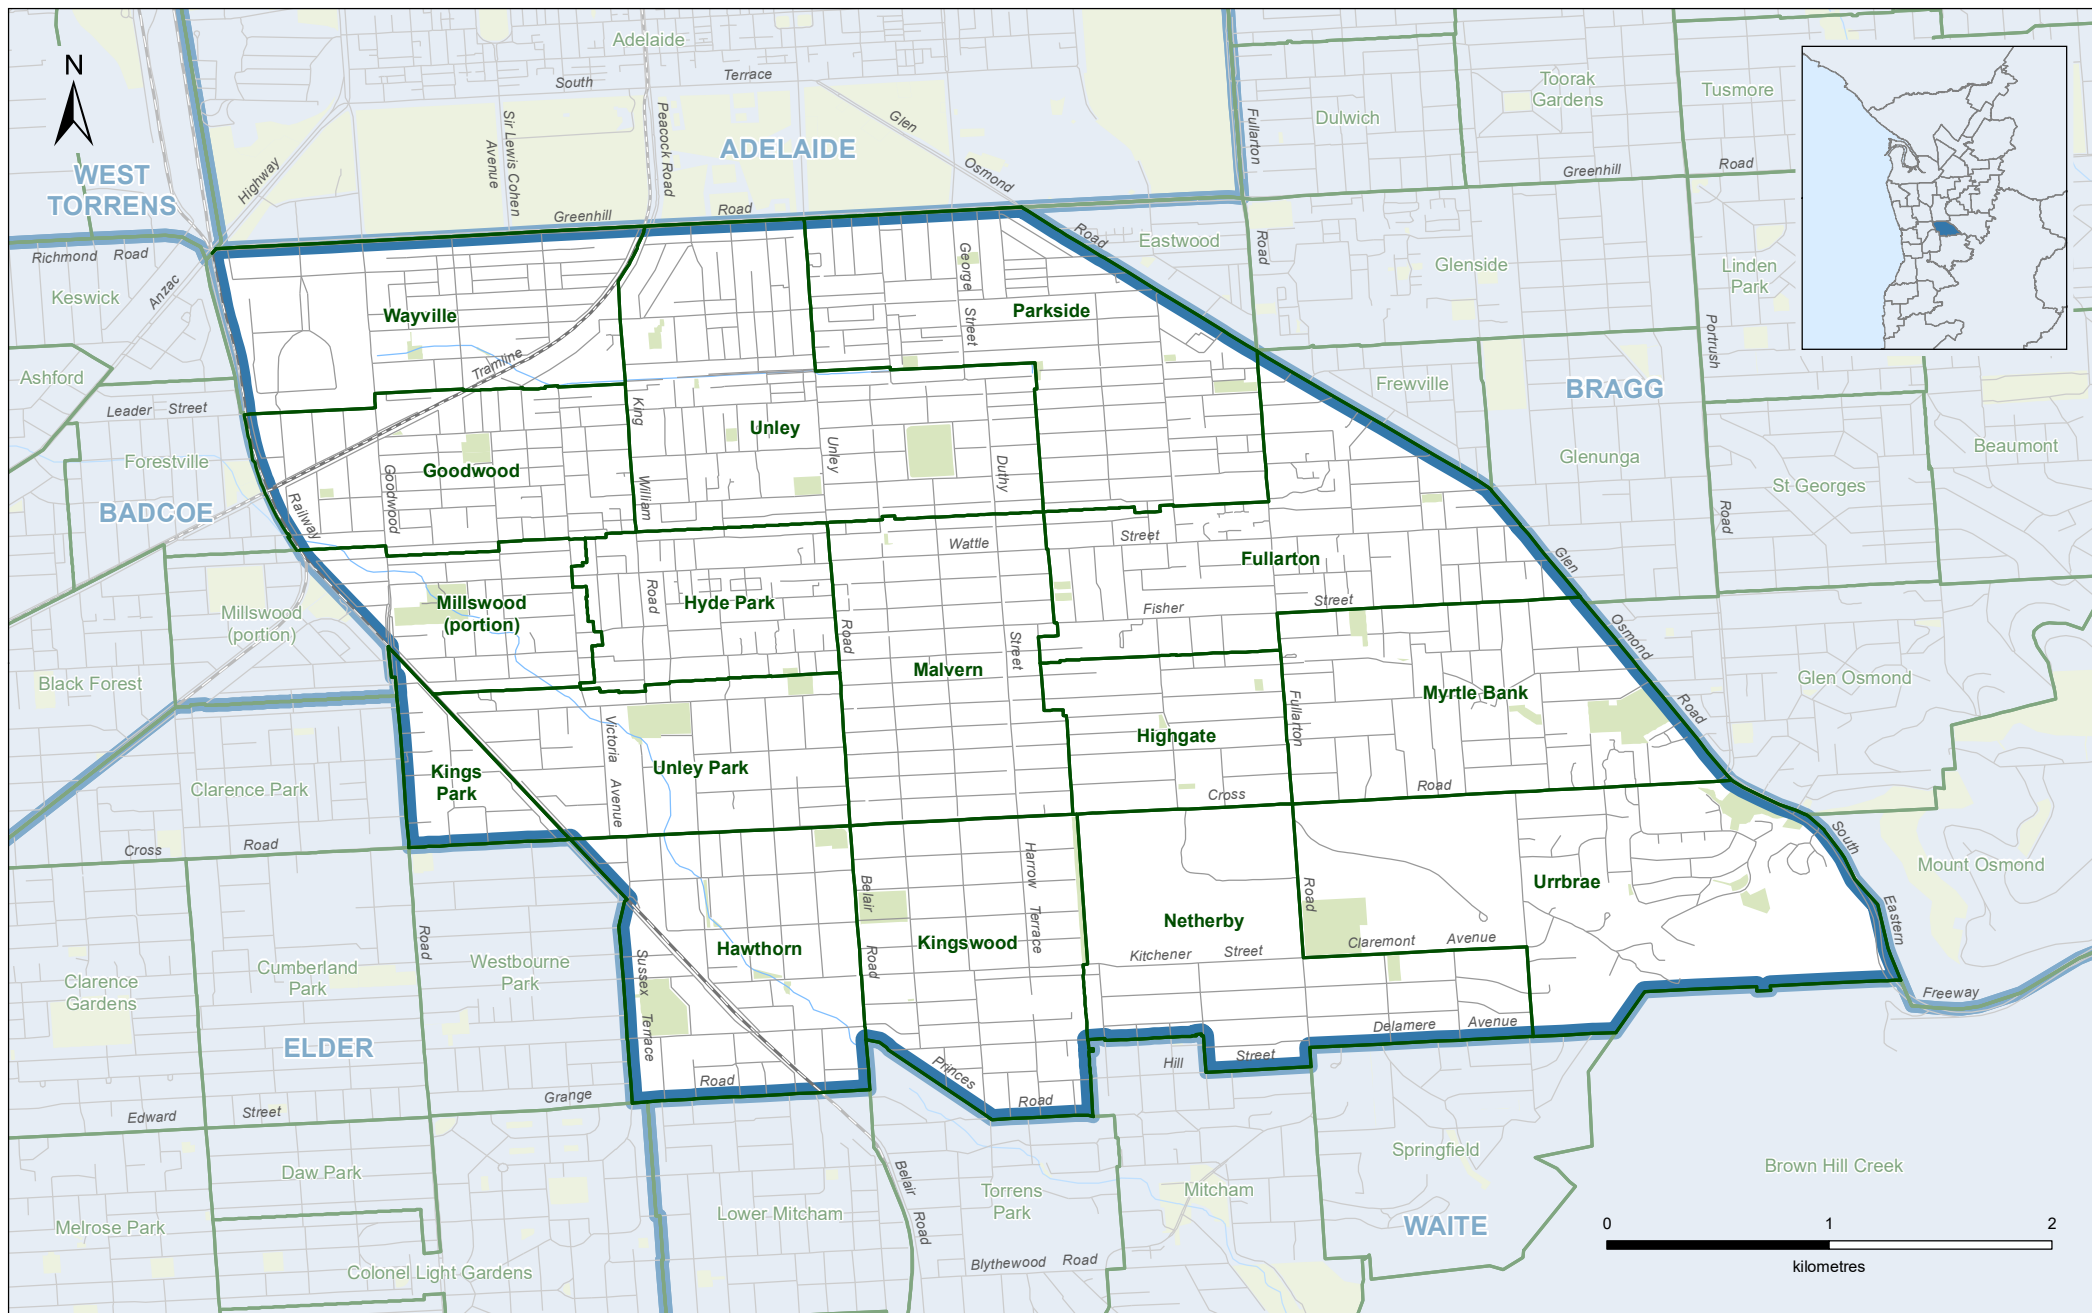 N
Adelaide
South
Terrace
Toorak
Gardens
Tusmore
Dulwich
Sir Lewis Cohen
Avenue
Peacock Road
Glen
Osmond
Road
Fullarton
Road
Highway
WEST
TORRENS
ADELAIDE
Greenhill
Road
Greenhill
Road
Richmond Road
Keswick
Anzac
Eastwood
Glenside
Linden
Park
Wayville
Tramline
George
Street
Parkside
Portrush
Road
Ashford
Leader Street
Frewville
BRAGG
Forestville
BADCOE
Goodwood
Goodwood
Railway
King
William
Road
Unley
Unley
Road
Duthy
Street
Glenunga
St Georges
Beaumont
Wattle
Street
Fullarton
Glen
Osmond
Road
Millswood
(portion)
Millswood
(portion)
Hyde Park
Fisher
Street
Malvern
Black Forest
Glen Osmond
Myrtle Bank
Highgate
Fullarton
Road
Victoria Avenue
Kings
Park
Unley Park
Clarence Park
Cross
Road
Cross
Road
South
Eastern
Freeway
Mount Osmond
Harrow Terrace
Belair
Road
Urrbrae
Netherby
Kingswood
Hawthorn
Kitchener
Street
Claremont
Avenue
Road
Sussex Terrace
Clarence
Gardens
Cumberland
Park
Westbourne
Park
ELDER
Delamere
Avenue
Hill
Street
Princes
Road
Grange
Road
Edward
Street
Daw Park
Springfield
Brown Hill Creek
Belair
Road
Torrens
Park
Mitcham
Melrose Park
Lower Mitcham
WAITE
Colonel Light Gardens
Blythewood Road
0 1 2
kilometres